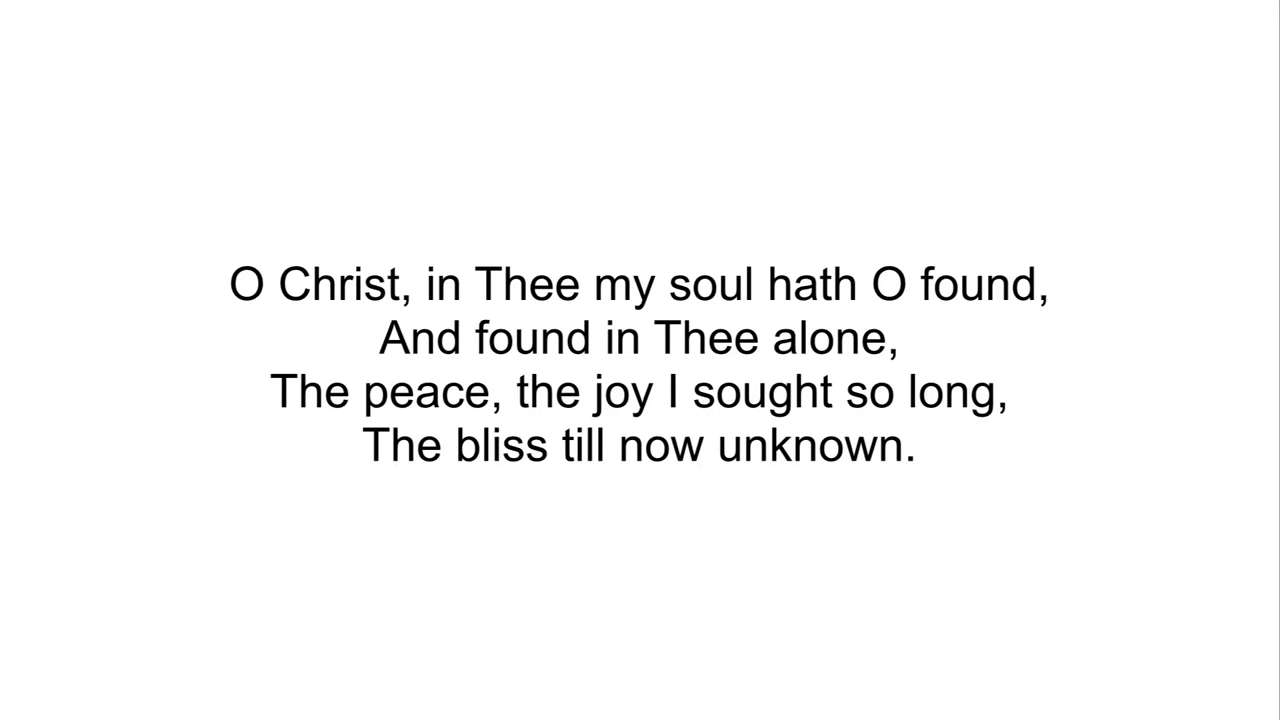 O Christ, in Thee my soul hath O found,
And found in Thee alone,
The peace, the joy I sought so long,
The bliss till now unknown.